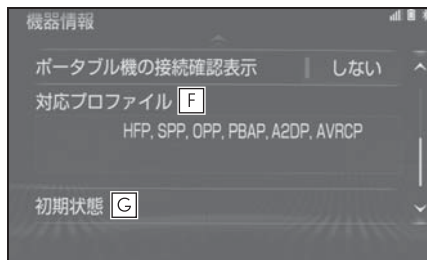 機器情報
ポータブル機の接続確認表示 しない
対応プロファイル F
HFP, SPP, OPP, PBAP, A2DP, AVRCP
初期状態 G